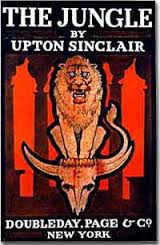 THE JUNGLE
BY
UPTON SINCLAIR
DOUBLEDAY, PAGE & Cº
NEW YORK